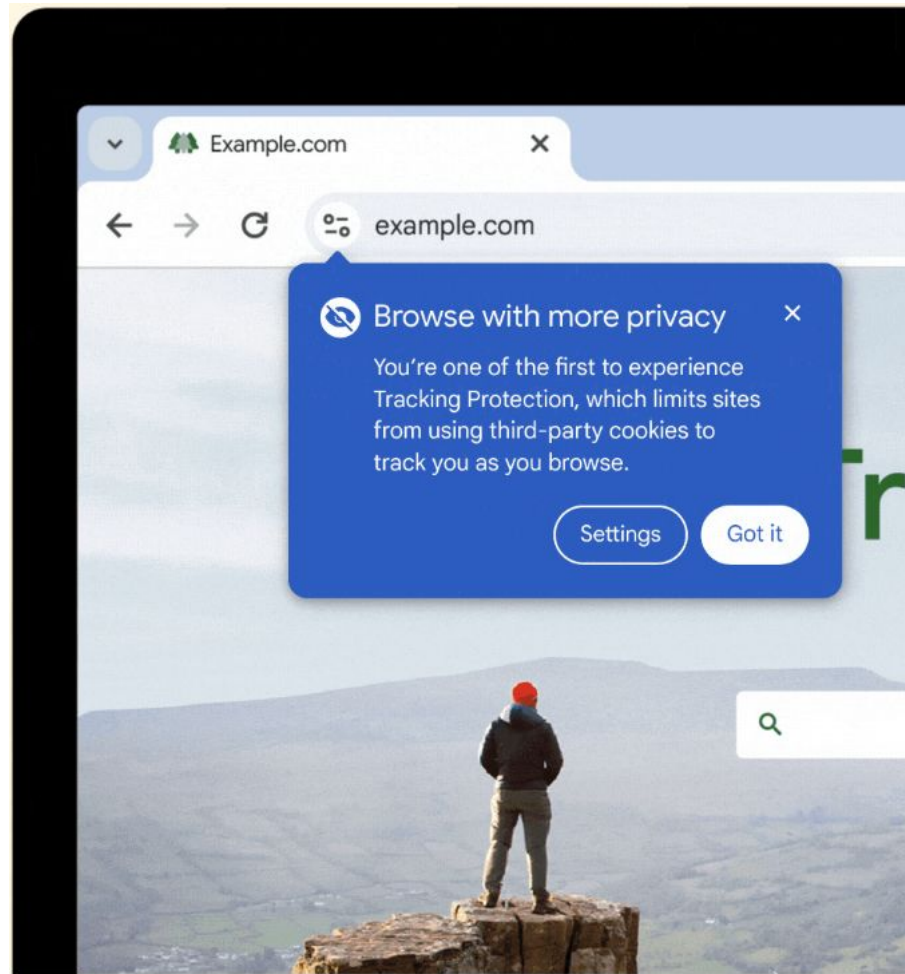 Example.com
example.com
Browse with more privacy
You're one of the first to experience
Tracking Protection, which limits sites
from using third-party cookies to
track you as you browse.
Settings
Got it